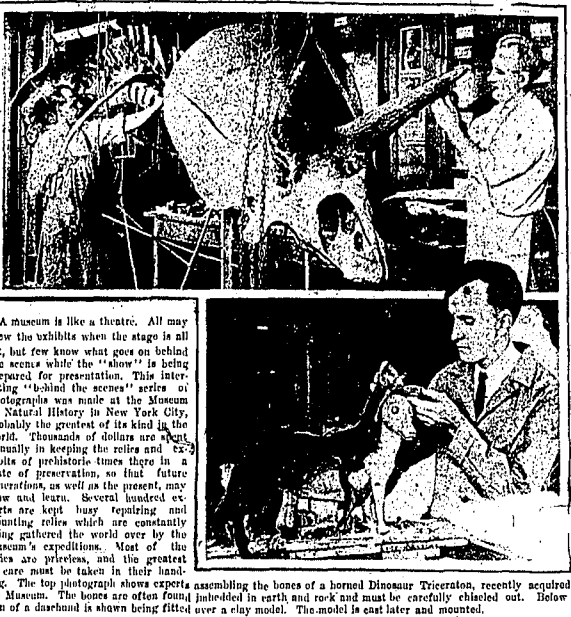 A museum is like a theatre. All may
ow the exhibits when the stage is all
t, but few know what goes on behind
e scenes while the "show" is being
epared for presentation. This inter-
ting "behind the scenes" series of
otographs was made at the Museum
Natural History in New York City,
obably the greatest of its kind in the
orld. Thousands of dollars are spent
nually in keeping the relics and ex-
bits of prehistoric times there in a
ate of preservation, so that future
nerations, as well as the present, may
ow and learn. Several hundred ex-
rts are kept busy repairing and
unting relics which are constantly
ing gathered the world over by the
useum's expeditions. Most of the
ics are priceless, and the greatest
care must be taken in their hand-
g. The top photograph shows experts assembling the bones of a horned Dinosaur Triceraton, recently acquired
Museum. The bones are often found imbedded in earth and rock and must be carefully chiseled out. Below
n of a daschund is shown being fitted over a clay model. The model is cast later and mounted.